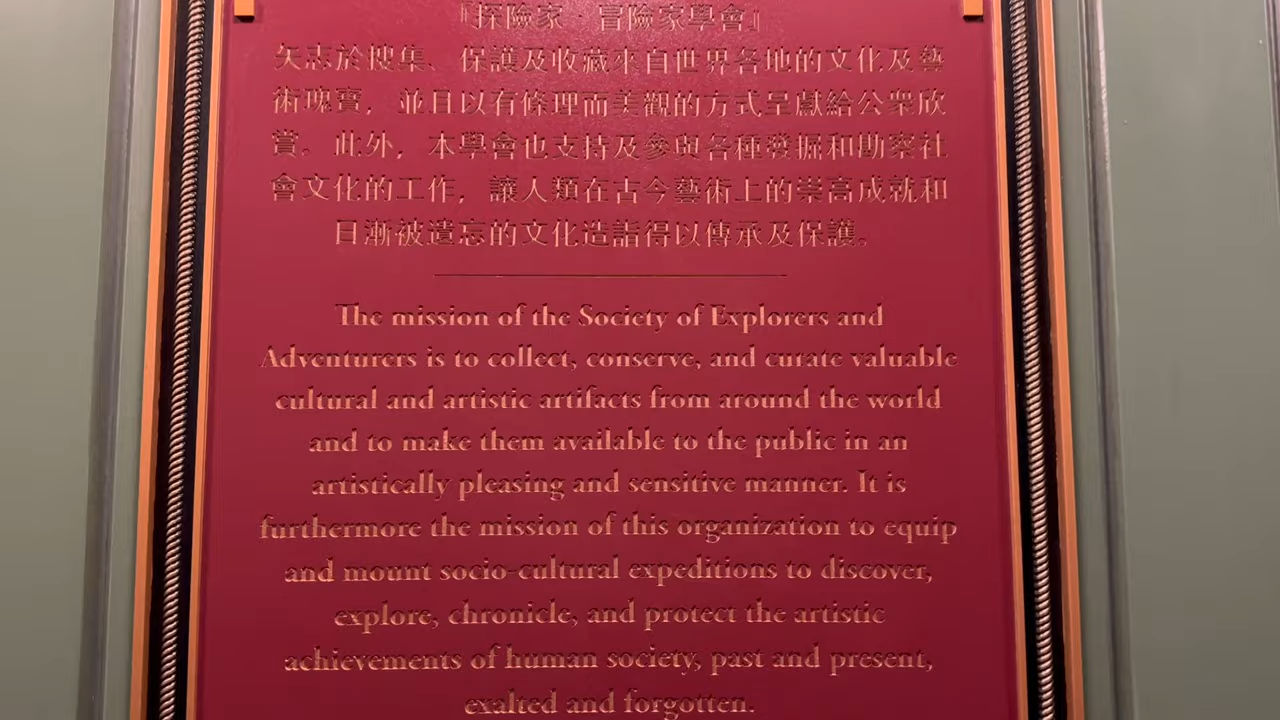 『探險家．冒險家學會』
矢志於搜集、保護及收藏來自世界各地的文化及藝
術瑰寶，並且以有條理而美觀的方式呈獻給公眾欣
賞。此外，本學會也支持及參與各種發掘和勘察社
會文化的工作，讓人類在古今藝術上的崇高成就和
日漸被遺忘的文化造詣得以傳承及保護。
The mission of the Society of Explorers and
Adventurers is to collect, conserve, and curate valuable
cultural and artistic artifacts from around the world
and to make them available to the public in an
artistically pleasing and sensitive manner. It is
furthermore the mission of this organization to equip
and mount socio-cultural expeditions to discover,
explore, chronicle, and protect the artistic
achievements of human society, past and present,
exalted and forgotten.